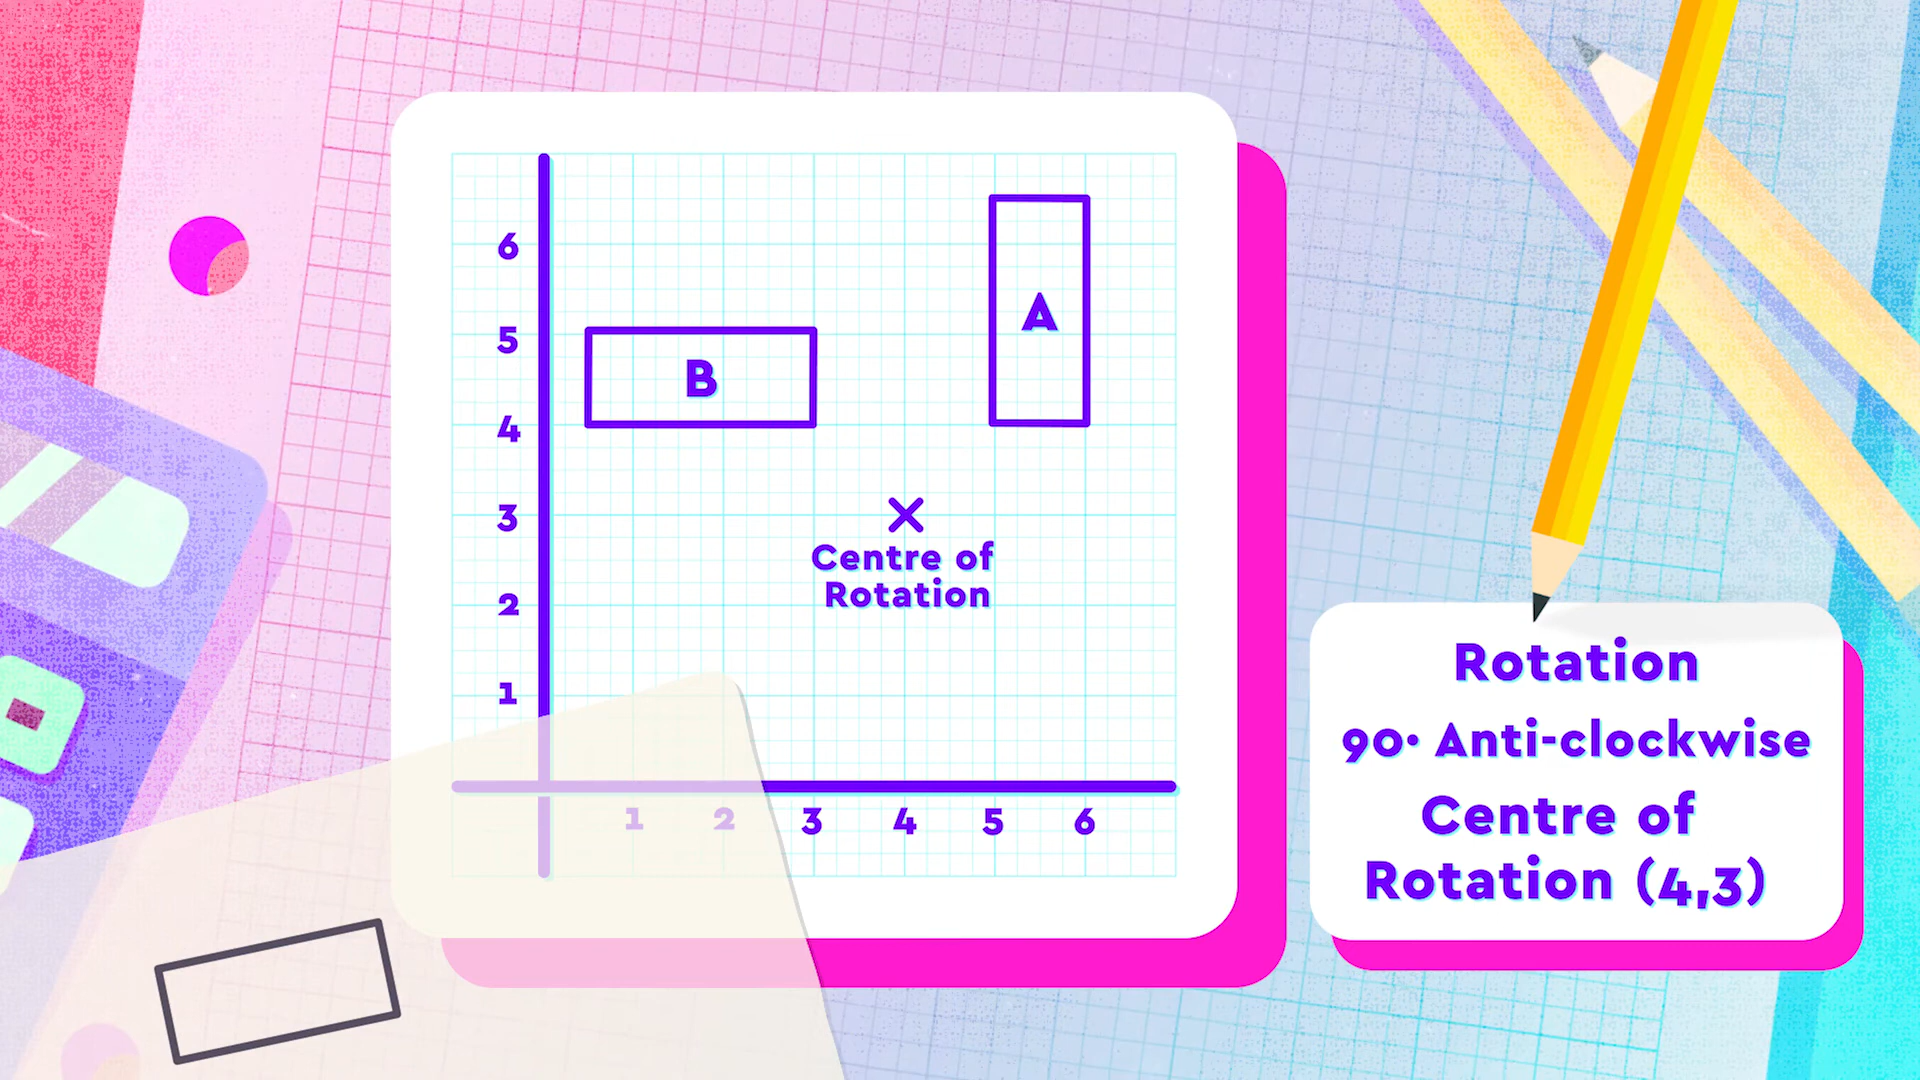 6
5
4
3
2
1
A
B
Centre of
Rotation
1 2 3 4 5 6
Rotation
90• Anti-clockwise
Centre of
Rotation (4,3)